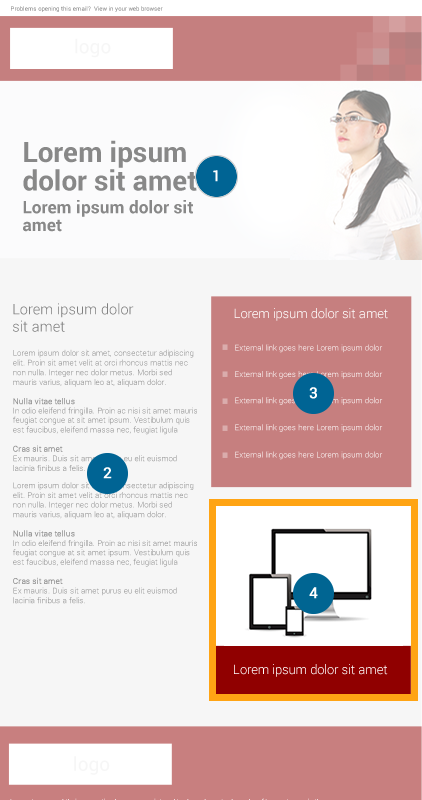 Problems opening this email? View in your web browser
logo
Lorem ipsum
dolor sit amet
Lorem ipsum dolor sit
amet
1
Lorem ipsum dolor
sit amet
Lorem ipsum dolor sit amet, consectetur adipiscing
elit. Proin sit amet velit at orci rhoncus mattis nec
non nulla. Integer nec dolor metus. Morbi sed
mauris varius, aliquam leo at, aliquam dolor.
Nulla vitae tellus
In odio eleifend fringilla. Proin ac nisi sit amet mauris
feugiat congue at sit amet ipsum. Vestibulum quis
est faucibus, eleifend massa nec, feugiat ligula
Cras sit amet
Ex mauris. Duis sit amet eu elit euismod
lacinia finibus a felis.
2
Lorem ipsum dolor sit consectetur adipiscing
elit. Proin sit amet velit at orci rhoncus mattis nec
non nulla. Integer nec dolor metus. Morbi sed
mauris varius, aliquam leo at, aliquam dolor.
Nulla vitae tellus
In odio eleifend fringilla. Proin ac nisi sit amet mauris
feugiat congue at sit amet ipsum. Vestibulum quis
est faucibus, eleifend massa nec, feugiat ligula
Cras sit amet
Ex mauris. Duis sit amet purus eu elit euismod
lacinia finibus a felis.
Lorem ipsum dolor sit amet
External link goes here Lorem ipsum dolor
External link goes here Lorem ipsum dolor
3
External link goes Lorem ipsum dolor
External link goes here Lorem ipsum dolor
External link goes here Lorem ipsum dolor
4
Lorem ipsum dolor sit amet
logo